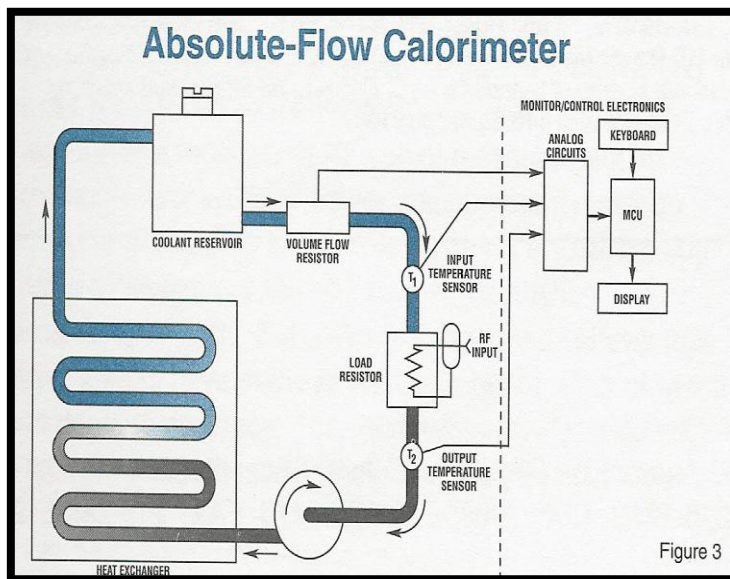 Absolute-Flow Calorimeter
MONITOR/CONTROL ELECTRONICS
ANALOG
CIRCUITS
KEYBOARD
MCU
DISPLAY
COOLANT RESERVOIR
VOLUME FLOW
RESISTOR
T1
INPUT
TEMPERATURE
SENSOR
LOAD
RESISTOR
RF
INPUT
T2
OUTPUT
TEMPERATURE
SENSOR
HEAT EXCHANGER
Figure 3